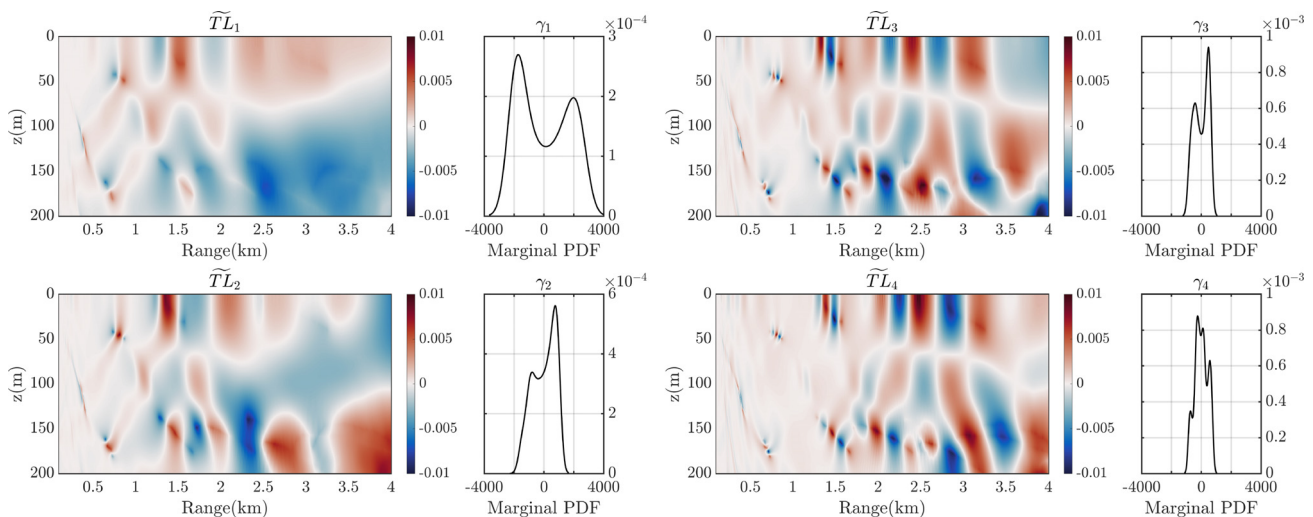 T̃L₁
0
50
100
150
200
z(m)
0.5 1 1.5 2 2.5 3 3.5 4
Range(km)
0.01
0.005
0
-0.005
-0.01
γ₁
×10⁻⁴
3
2
1
0
-4000 0 4000
Marginal PDF
T̃L₃
0
50
100
150
200
z(m)
0.5 1 1.5 2 2.5 3 3.5 4
Range(km)
0.01
0.005
0
-0.005
-0.01
γ₃
×10⁻³
1
0.8
0.6
0.4
0.2
0
-4000 0 4000
Marginal PDF
T̃L₂
0
50
100
150
200
z(m)
0.5 1 1.5 2 2.5 3 3.5 4
Range(km)
0.01
0.005
0
-0.005
-0.01
γ₂
×10⁻⁴
6
4
2
0
-4000 0 4000
Marginal PDF
T̃L₄
0
50
100
150
200
z(m)
0.5 1 1.5 2 2.5 3 3.5 4
Range(km)
0.01
0.005
0
-0.005
-0.01
γ₄
×10⁻³
1
0.8
0.6
0.4
0.2
0
-4000 0 4000
Marginal PDF